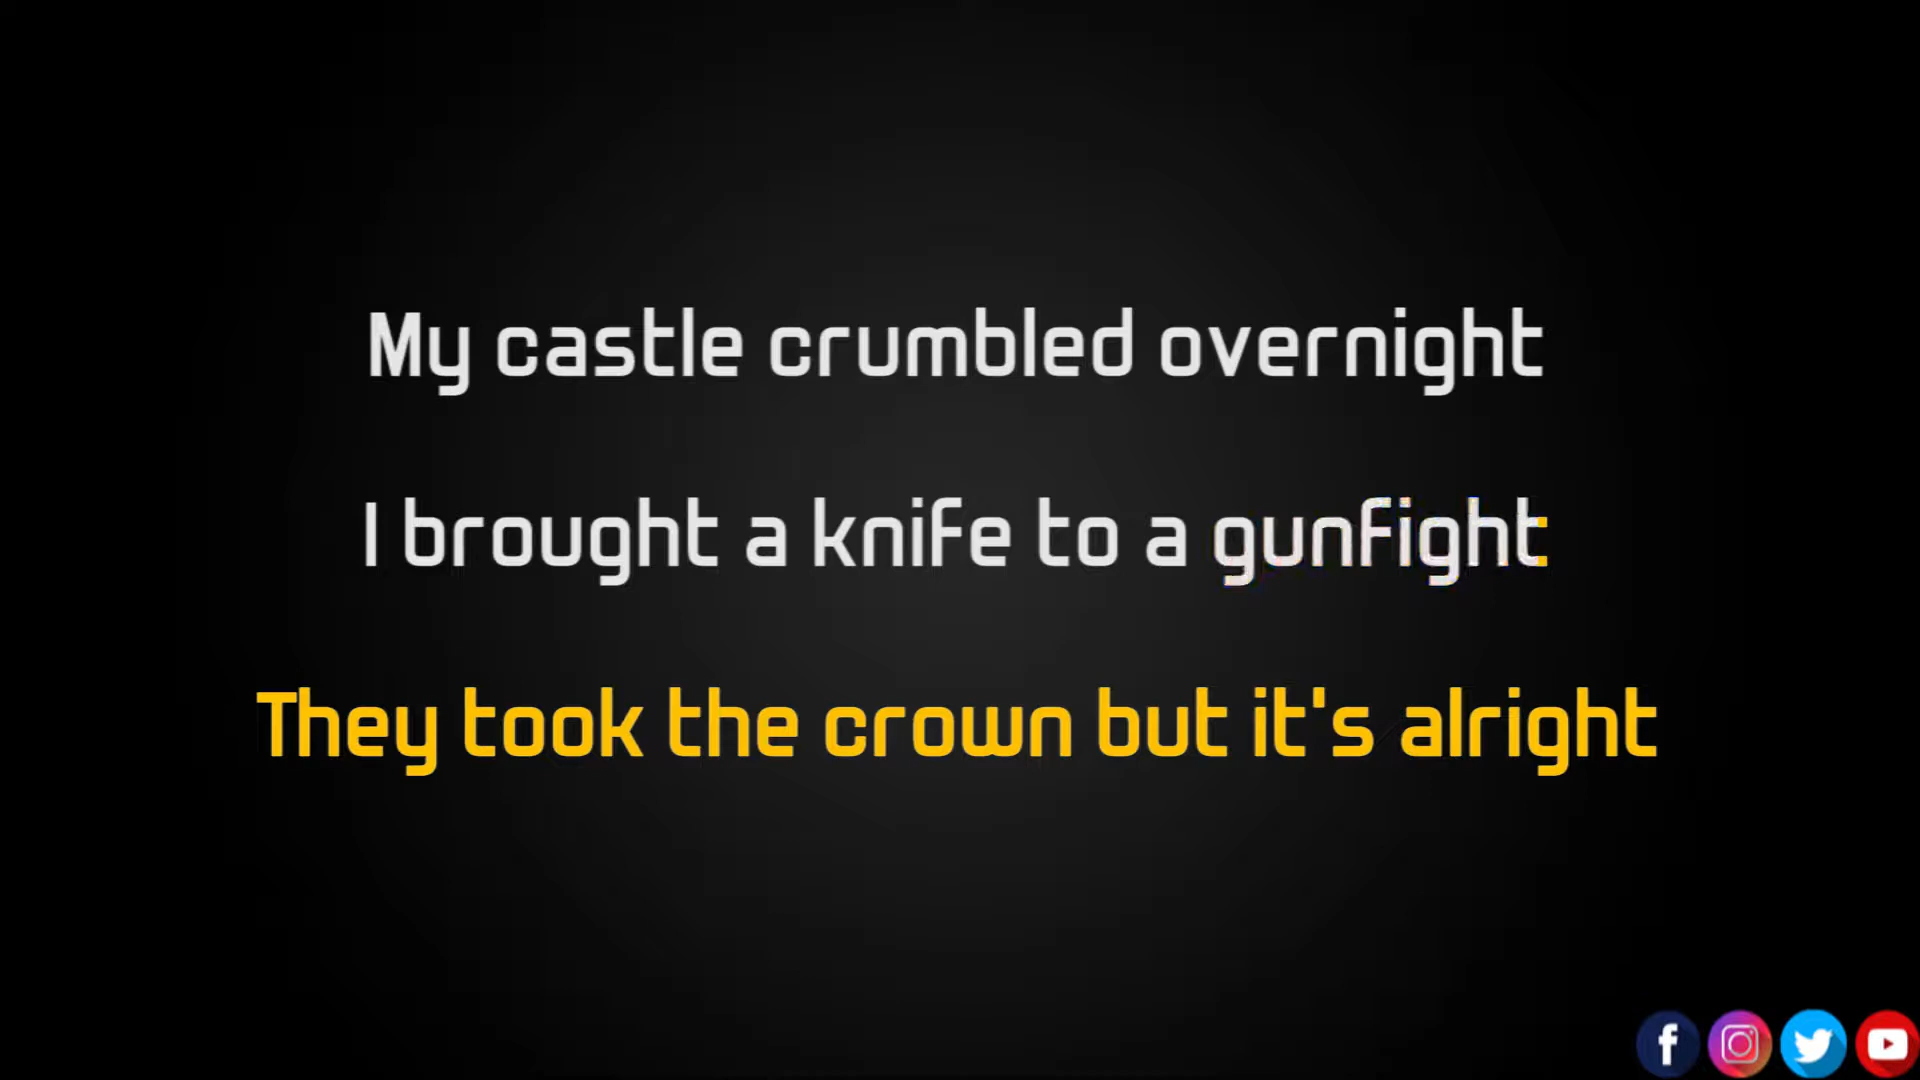 My castle crumbled overnight
I brought a knife to a gunfight
They took the crown but it's alright